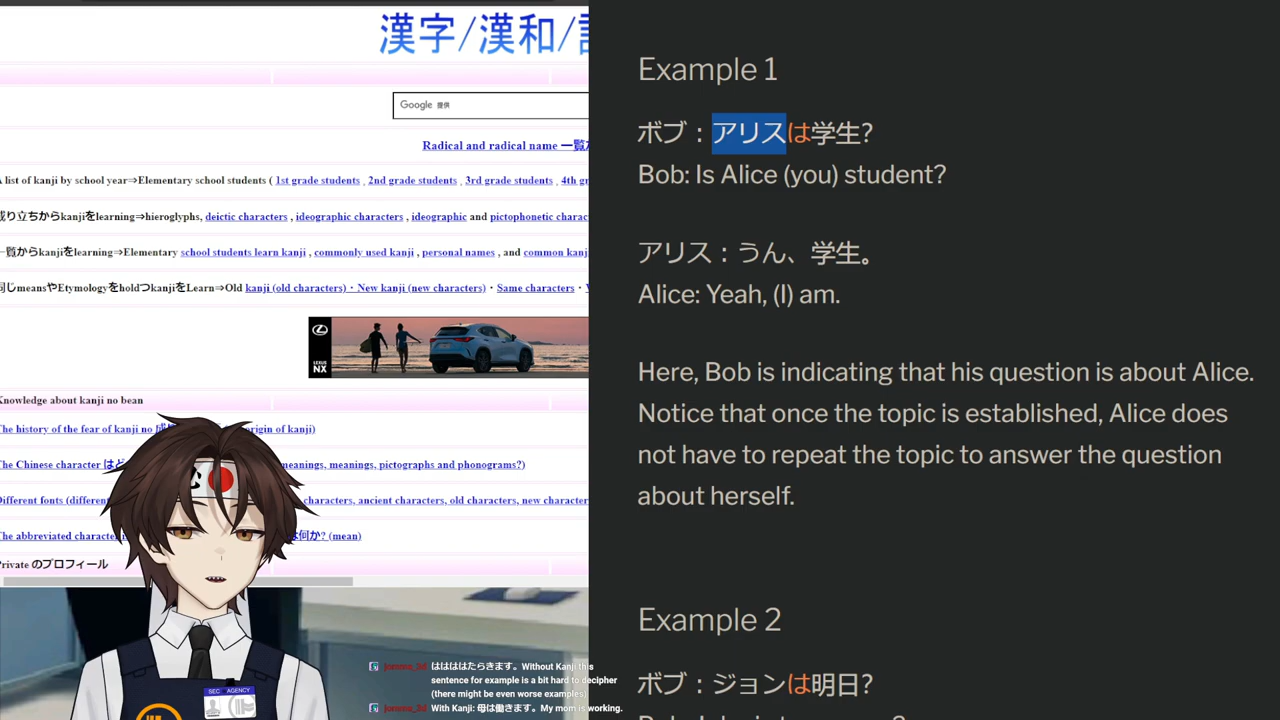 漢字/漢和/
Google 提供
Radical and radical name 一覧
list of kanji by school year⇒Elementary school students ( 1st grade students , 2nd grade students , 3rd grade students , 4th gr
り立ちからkanjiをlearning⇒hieroglyphs, deictic characters , ideographic characters , ideographic and pictophonetic charac
一覧からkanjiをlearning⇒Elementary school students learn kanji , commonly used kanji , personal names , and common kanj
同じmeansやEtymologyをholdつkanjiをLearn⇒Old kanji (old characters)・New kanji (new characters)・Same characters・
LEXUS NX
Knowledge about kanji no bean
The history of the fear of kanji no rigin of kanji)
The Chinese character はど meanings, meanings, pictographs and phonograms?)
Different fonts (differen characters, ancient characters, old characters, new character
The abbreviated characte は何か? (mean)
Private のプロフィール
SEC AGENCY
jororo_2d はははははたらきます。Without Kanji this
sentence for example is a bit hard to decipher
(there might be even worse examples)
With Kanji: 母は働きます。My mom is working.
Example 1
ボブ：アリスは学生?
Bob: Is Alice (you) student?
アリス：うん、学生。
Alice: Yeah, (I) am.
Here, Bob is indicating that his question is about Alice.
Notice that once the topic is established, Alice does
not have to repeat the topic to answer the question
about herself.
Example 2
ボブ：ジョンは明日?